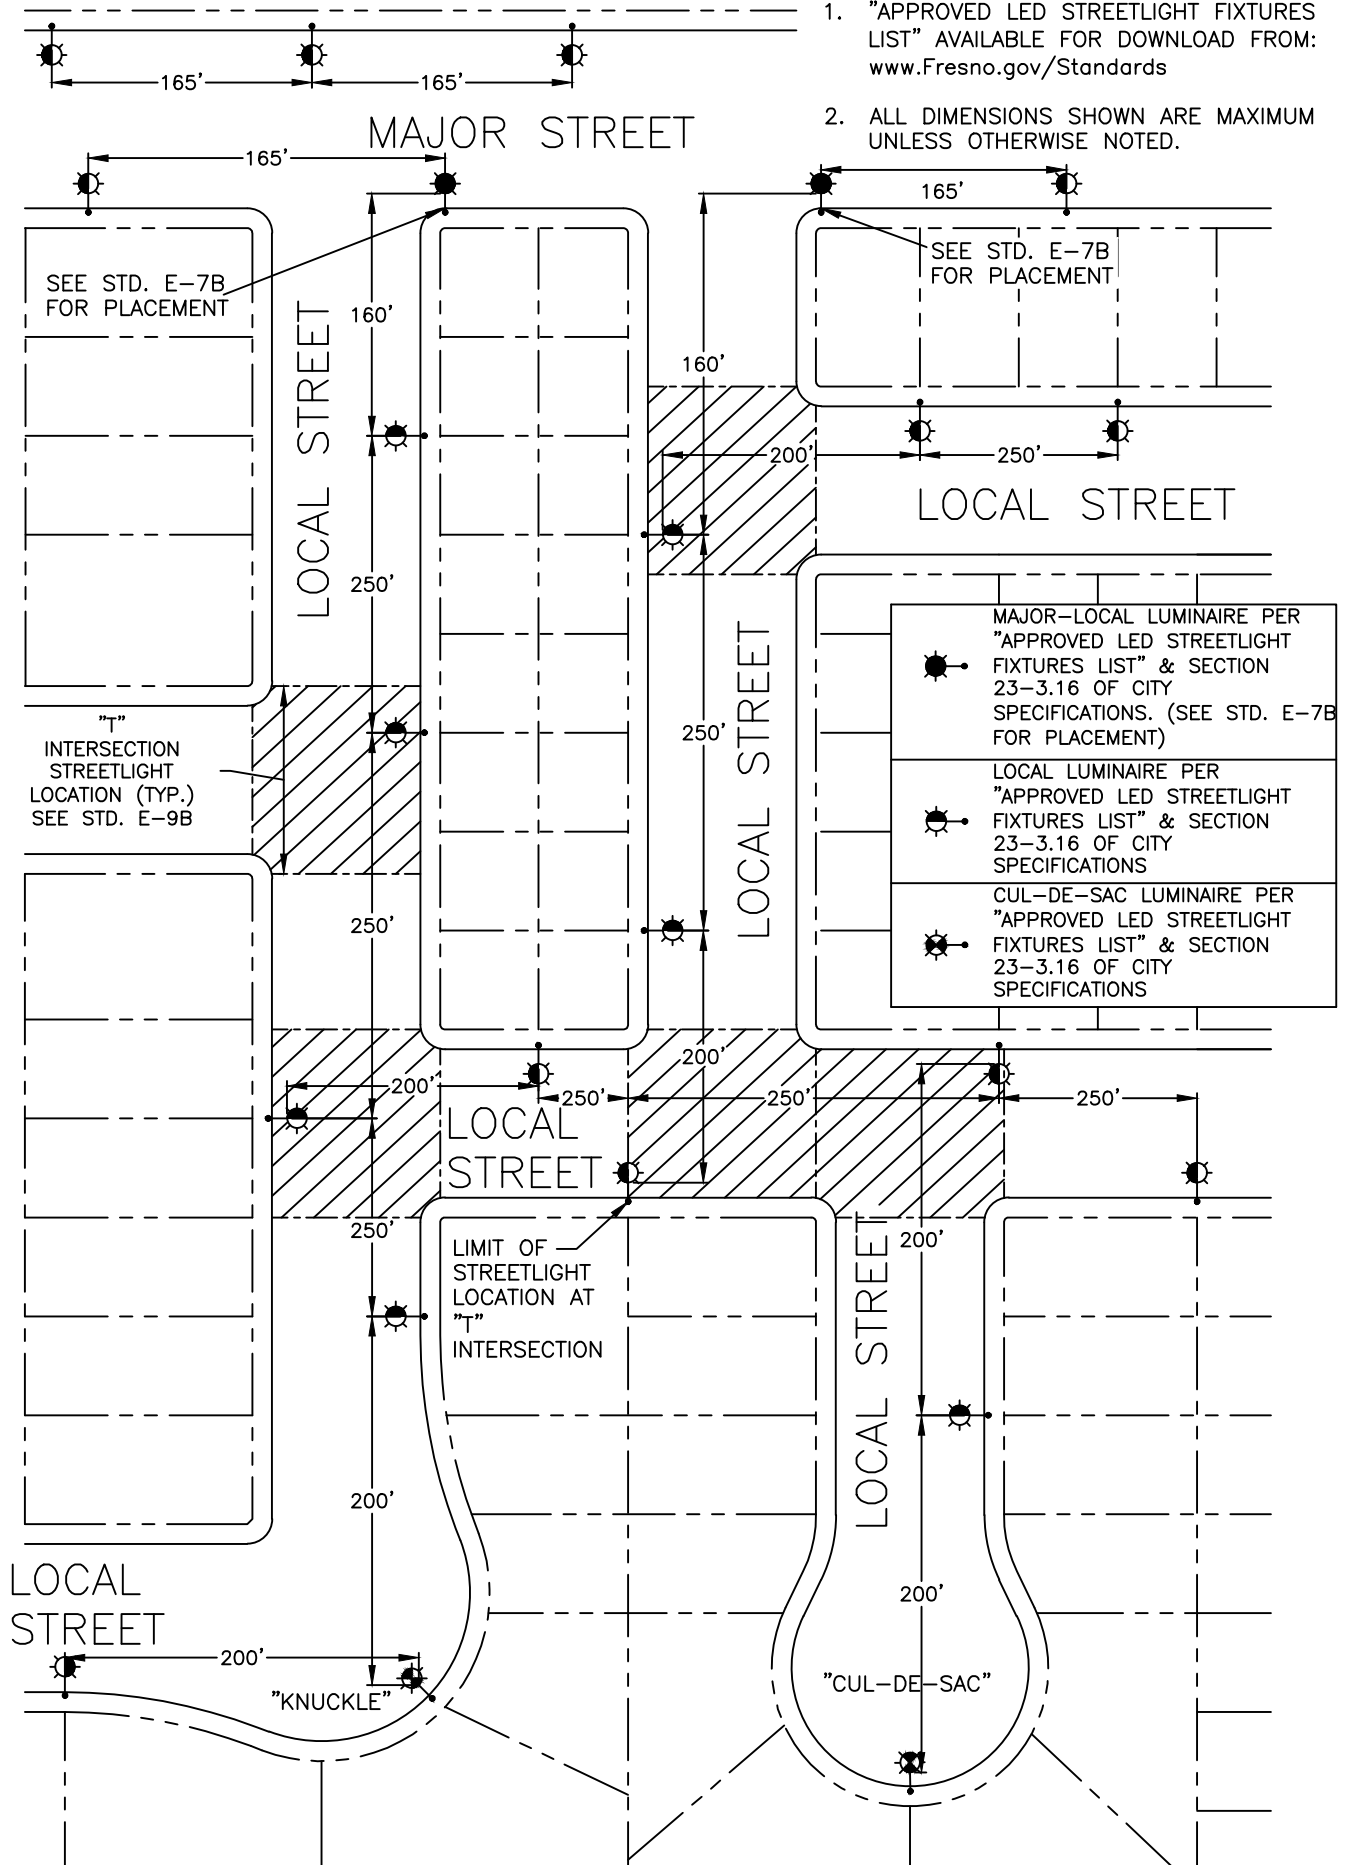 1. "APPROVED LED STREETLIGHT FIXTURES
LIST" AVAILABLE FOR DOWNLOAD FROM:
www.Fresno.gov/Standards
2. ALL DIMENSIONS SHOWN ARE MAXIMUM
UNLESS OTHERWISE NOTED.
165'
165'
MAJOR STREET
165'
165'
SEE STD. E-7B
FOR PLACEMENT
SEE STD. E-7B
FOR PLACEMENT
LOCAL STREET
160'
160'
200'
250'
LOCAL STREET
250'
"T"
INTERSECTION
STREETLIGHT
LOCATION (TYP.)
SEE STD. E-9B
250'
LOCAL STREET
MAJOR-LOCAL LUMINAIRE PER
"APPROVED LED STREETLIGHT
FIXTURES LIST" & SECTION
23-3.16 OF CITY
SPECIFICATIONS. (SEE STD. E-7B
FOR PLACEMENT)
LOCAL LUMINAIRE PER
"APPROVED LED STREETLIGHT
FIXTURES LIST" & SECTION
23-3.16 OF CITY
SPECIFICATIONS
CUL-DE-SAC LUMINAIRE PER
"APPROVED LED STREETLIGHT
FIXTURES LIST" & SECTION
23-3.16 OF CITY
SPECIFICATIONS
250'
200'
200'
250'
250'
250'
LOCAL
STREET
250'
LIMIT OF
STREETLIGHT
LOCATION AT
"T"
INTERSECTION
200'
LOCAL STREET
200'
200'
LOCAL
STREET
200'
"KNUCKLE"
"CUL-DE-SAC"